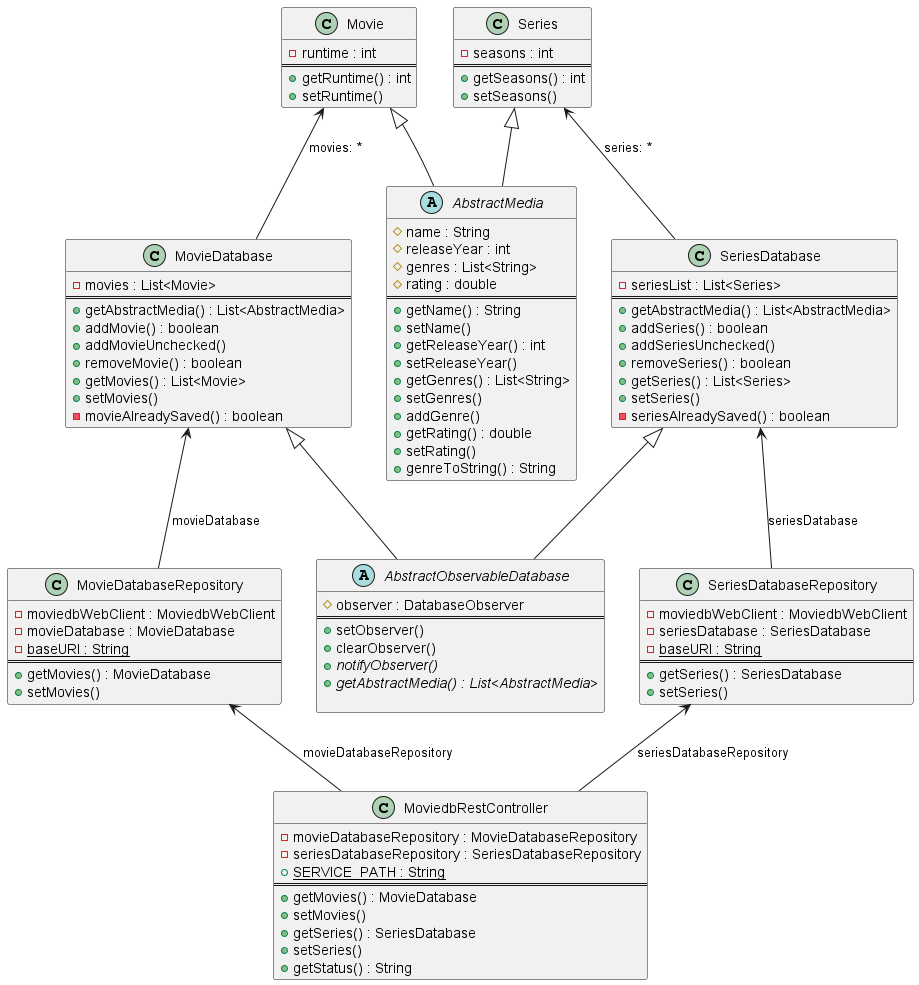 C Movie
runtime : int
getRuntime() : int
setRuntime()
C Series
seasons : int
getSeasons() : int
setSeasons()
movies: *
series: *
A AbstractMedia
name : String
releaseYear : int
genres : List<String>
rating : double
getName() : String
setName()
getReleaseYear() : int
setReleaseYear()
getGenres() : List<String>
setGenres()
addGenre()
getRating() : double
setRating()
genreToString() : String
C MovieDatabase
movies : List<Movie>
getAbstractMedia() : List<AbstractMedia>
addMovie() : boolean
addMovieUnchecked()
removeMovie() : boolean
getMovies() : List<Movie>
setMovies()
movieAlreadySaved() : boolean
C SeriesDatabase
seriesList : List<Series>
getAbstractMedia() : List<AbstractMedia>
addSeries() : boolean
addSeriesUnchecked()
removeSeries() : boolean
getSeries() : List<Series>
setSeries()
seriesAlreadySaved() : boolean
movieDatabase
seriesDatabase
C MovieDatabaseRepository
moviedbWebClient : MoviedbWebClient
movieDatabase : MovieDatabase
baseURI : String
getMovies() : MovieDatabase
setMovies()
A AbstractObservableDatabase
observer : DatabaseObserver
setObserver()
clearObserver()
notifyObserver()
getAbstractMedia() : List<AbstractMedia>
C SeriesDatabaseRepository
moviedbWebClient : MoviedbWebClient
seriesDatabase : SeriesDatabase
baseURI : String
getSeries() : SeriesDatabase
setSeries()
movieDatabaseRepository
seriesDatabaseRepository
C MoviedbRestController
movieDatabaseRepository : MovieDatabaseRepository
seriesDatabaseRepository : SeriesDatabaseRepository
SERVICE_PATH : String
getMovies() : MovieDatabase
setMovies()
getSeries() : SeriesDatabase
setSeries()
getStatus() : String